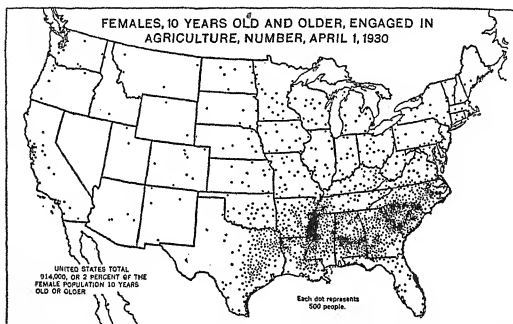 FEMALES, 10 YEARS OLD AND OLDER, ENGAGED IN
AGRICULTURE, NUMBER, APRIL 1, 1930
UNITED STATES TOTAL
914,000, OR 2 PERCENT OF THE
FEMALE POPULATION 10 YEARS
OLD OR OLDER
Each dot represents
500 people.